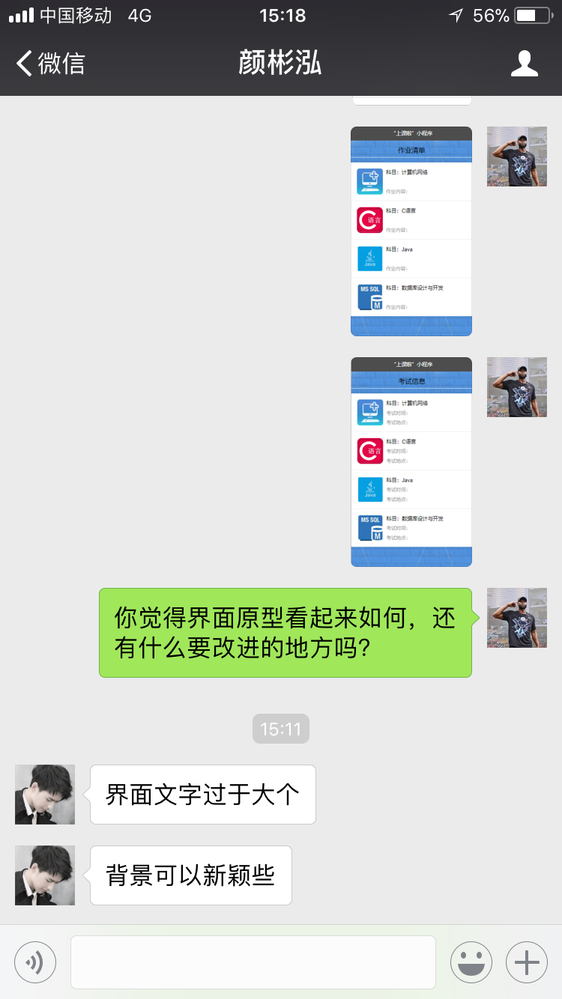 中国移动 4G 15:18 56%
微信 颜彬泓
“上课啦”小程序
作业清单
科目：计算机网络
作业内容：
C语言
科目：C语言
作业内容：
Java
科目：Java
作业内容：
MS SQL
M
科目：数据库设计与开发
作业内容：
“上课啦”小程序
考试信息
科目：计算机网络
考试时间：
考试地点：
C语言
科目：C语言
考试时间：
考试地点：
Java
科目：Java
考试时间：
考试地点：
MS SQL
M
科目：数据库设计与开发
考试时间：
考试地点：
你觉得界面原型看起来如何，还
有什么要改进的地方吗？
15:11
界面文字过于大个
背景可以新颖些